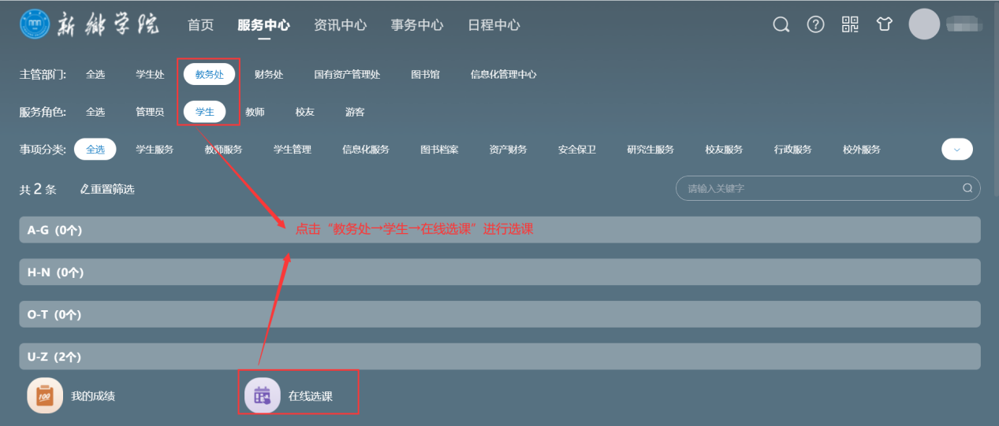 新乡学院 首页 服务中心 资讯中心 事务中心 日程中心
主管部门: 全选 学生处 教务处 财务处 国有资产管理处 图书馆 信息化管理中心
服务角色: 全选 管理员 学生 教师 校友 游客
事项分类: 全选 学生服务 教师服务 学生管理 信息化服务 图书档案 资产财务 安全保卫 研究生服务 校友服务 行政服务 校外服务
共 2 条 重置筛选 请输入关键字
A-G (0个) 点击“教务处→学生→在线选课”进行选课
H-N (0个)
O-T (0个)
U-Z (2个)
100 我的成绩 在线选课